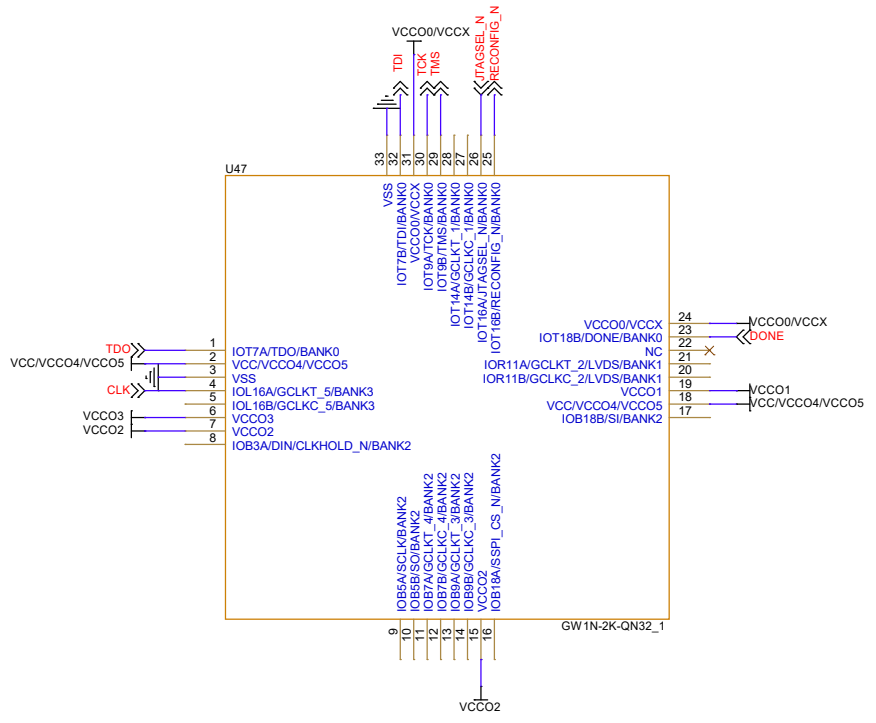 VCCO0/VCCX
TDI
TCK
TMS
JTAGSEL_N
RECONFIG_N
33
32
31
30
29
28
27
26
25
U47
VSS
IOT7B/TDI/BANK0
VCCO0/VCCX
IOT9A/TCK/BANK0
IOT9B/TMS/BANK0
IOT14A/GCLKT_1/BANK0
IOT14B/GCLKC_1/BANK0
IOT16A/JTAGSEL_N/BANK0
IOT16B/RECONFIG_N/BANK0
TDO 1 IOT7A/TDO/BANK0
VCC/VCCO4/VCCO5 2 VCC/VCCO4/VCCO5
3 VSS
CLK 4 IOL16A/GCLKT_5/BANK3
5 IOL16B/GCLKC_5/BANK3
VCCO3 6 VCCO3
VCCO2 7 VCCO2
8 IOB3A/DIN/CLKHOLD_N/BANK2
VCCO0/VCCX 24 VCCO0/VCCX
IOT18B/DONE/BANK0 23 DONE
NC 22
IOR11A/GCLKT_2/LVDS/BANK1 21
IOR11B/GCLKC_2/LVDS/BANK1 20
VCCO1 19 VCCO1
VCC/VCCO4/VCCO5 18 VCC/VCCO4/VCCO5
IOB18B/SI/BANK2 17
IOB5A/SCLK/BANK2
IOB5B/SO/BANK2
IOB7A/GCLKT_4/BANK2
IOB7B/GCLKC_4/BANK2
IOB9A/GCLKT_3/BANK2
IOB9B/GCLKC_3/BANK2
VCCO2
IOB18A/SSPI_CS_N/BANK2
GW1N-2K-QN32_1
9
10
11
12
13
14
15
16
VCCO2